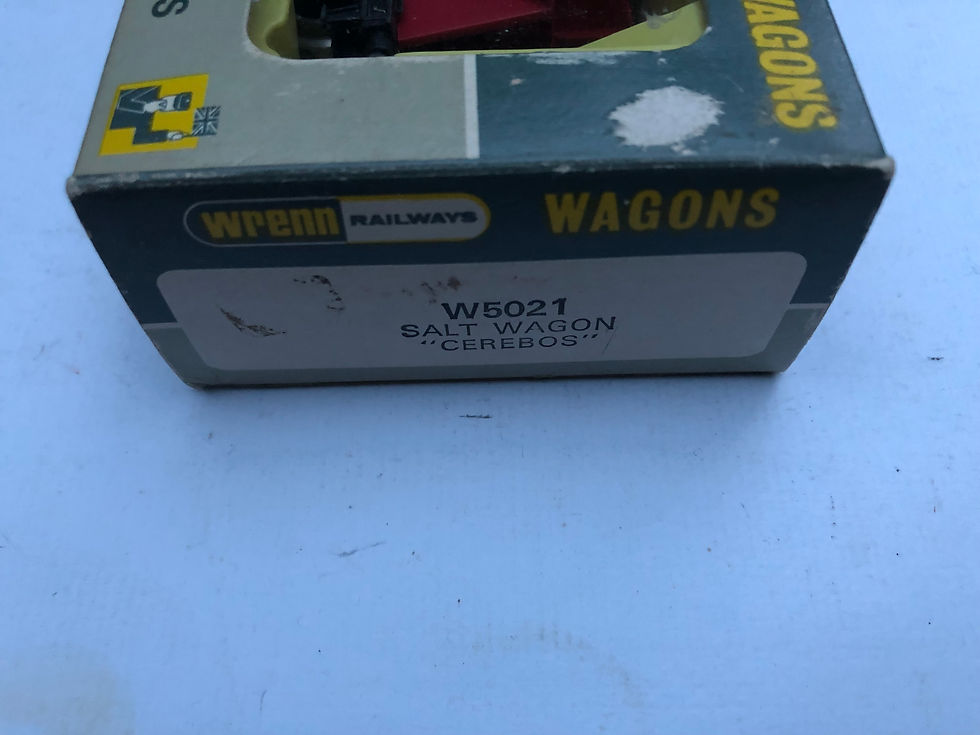 WAGONS
Wrenn RAILWAYS WAGONS
W5021
SALT WAGON
"CEREBOS"